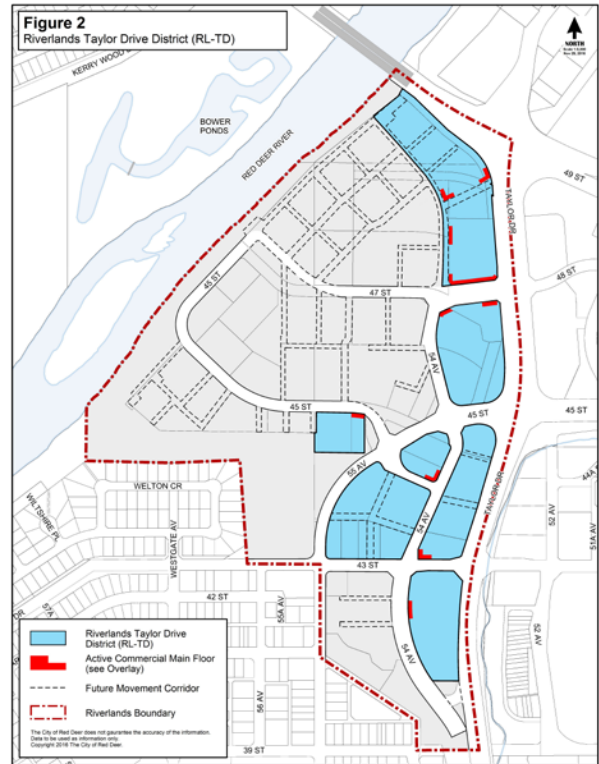 Figure 2
Riverlands Taylor Drive District (RL-TD)
NORTH
KERRY WOOD
BOWER
PONDS
RED DEER RIVER
49 ST
TAYLOR DR
48 ST
45 ST
47 ST
54 AV
45 ST
45 ST
45 ST
55 AV
44A
WELTON CR
54 AV
TAYLOR DR
WILTSHIRE PL
WESTGATE AV
52 AV
51A AV
43 ST
42 ST
55A AV
57A
DR
52 AV
54 AV
56 AV
39 ST
Riverlands Taylor Drive
District (RL-TD)
Active Commercial Main Floor
(see Overlay)
Future Movement Corridor
Riverlands Boundary
The City of Red Deer does not gaurantee the accuracy of the information.
Data to be used as information only.
Copyright 2016 The City of Red Deer.